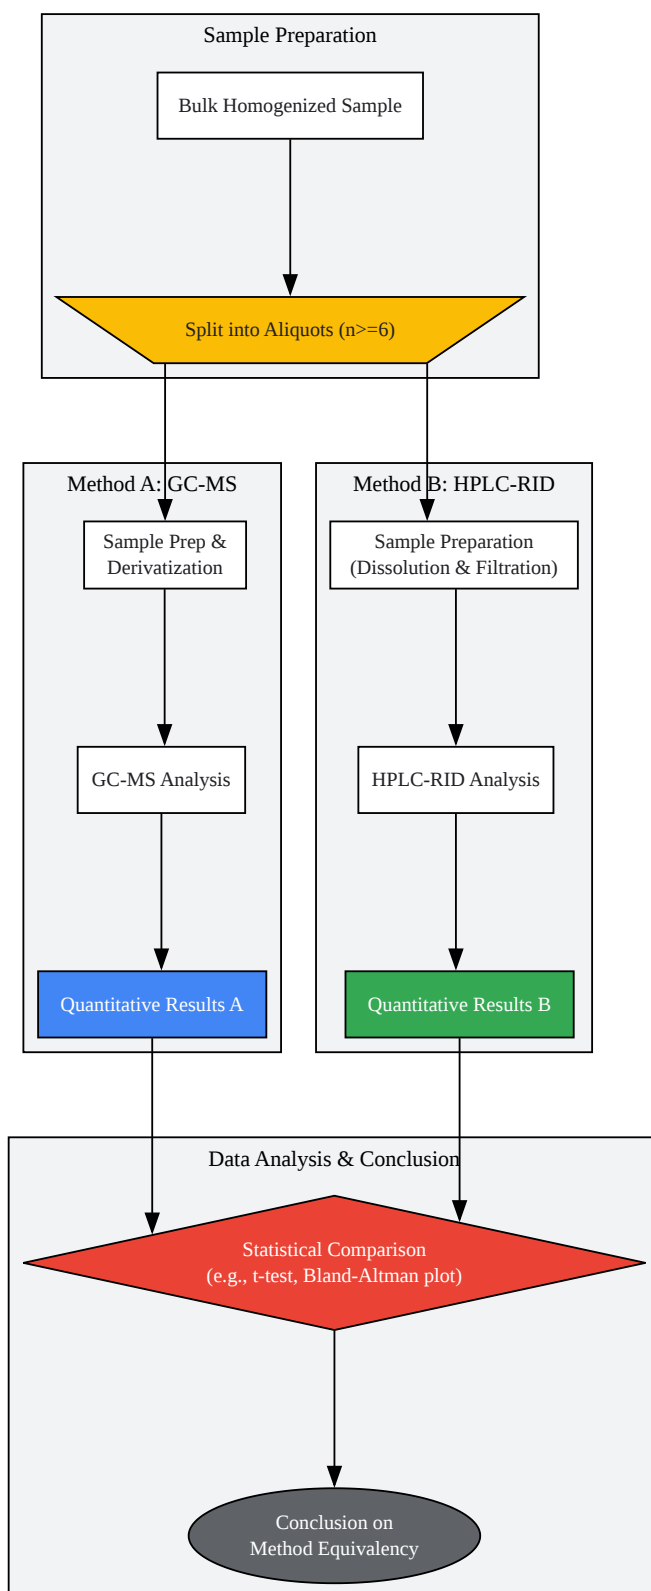 Sample Preparation
Bulk Homogenized Sample
Split into Aliquots (n>=6)
Method A: GC-MS
Sample Prep &
Derivatization
GC-MS Analysis
Quantitative Results A
Method B: HPLC-RID
Sample Preparation
(Dissolution & Filtration)
HPLC-RID Analysis
Quantitative Results B
Data Analysis & Conclusion
Statistical Comparison
(e.g., t-test, Bland-Altman plot)
Conclusion on
Method Equivalency